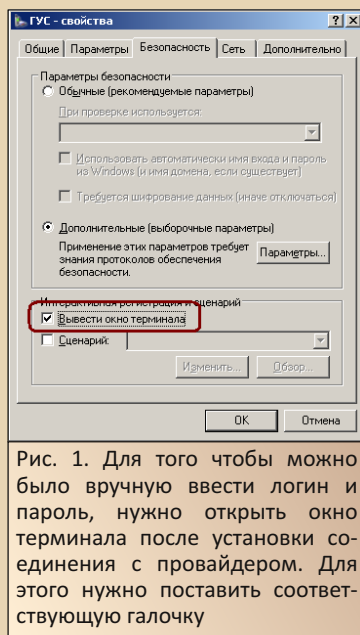 ГУС - свойства
Общие Параметры Безопасность Сеть Дополнительно
Параметры безопасности
Обычные (рекомендуемые параметры)
При проверке используется:
Использовать автоматически имя входа и пароль
из Windows (и имя домена, если существует)
Требуется шифрование данных (иначе отключаться)
Дополнительные (выборочные параметры)
Применение этих параметров требует
знания протоколов обеспечения
безопасности.
Параметры...
Интерактивная регистрация и сценарий
Вывести окно терминала
Сценарий:
Изменить... Обзор...
OK Отмена
Рис. 1. Для того чтобы можно
было вручную ввести логин и
пароль, нужно открыть окно
терминала после установки со-
единения с провайдером. Для
этого нужно поставить соответ-
ствующую галочку